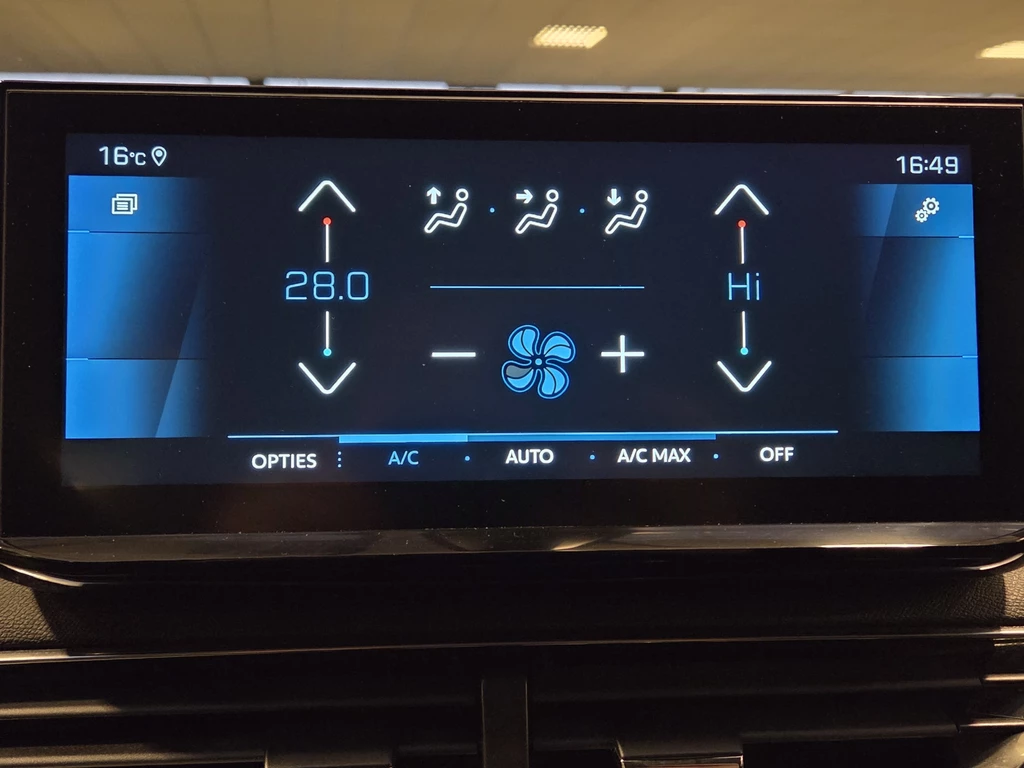 16°C
16:49
28.0
Hi
OPTIES A/C AUTO A/C MAX OFF